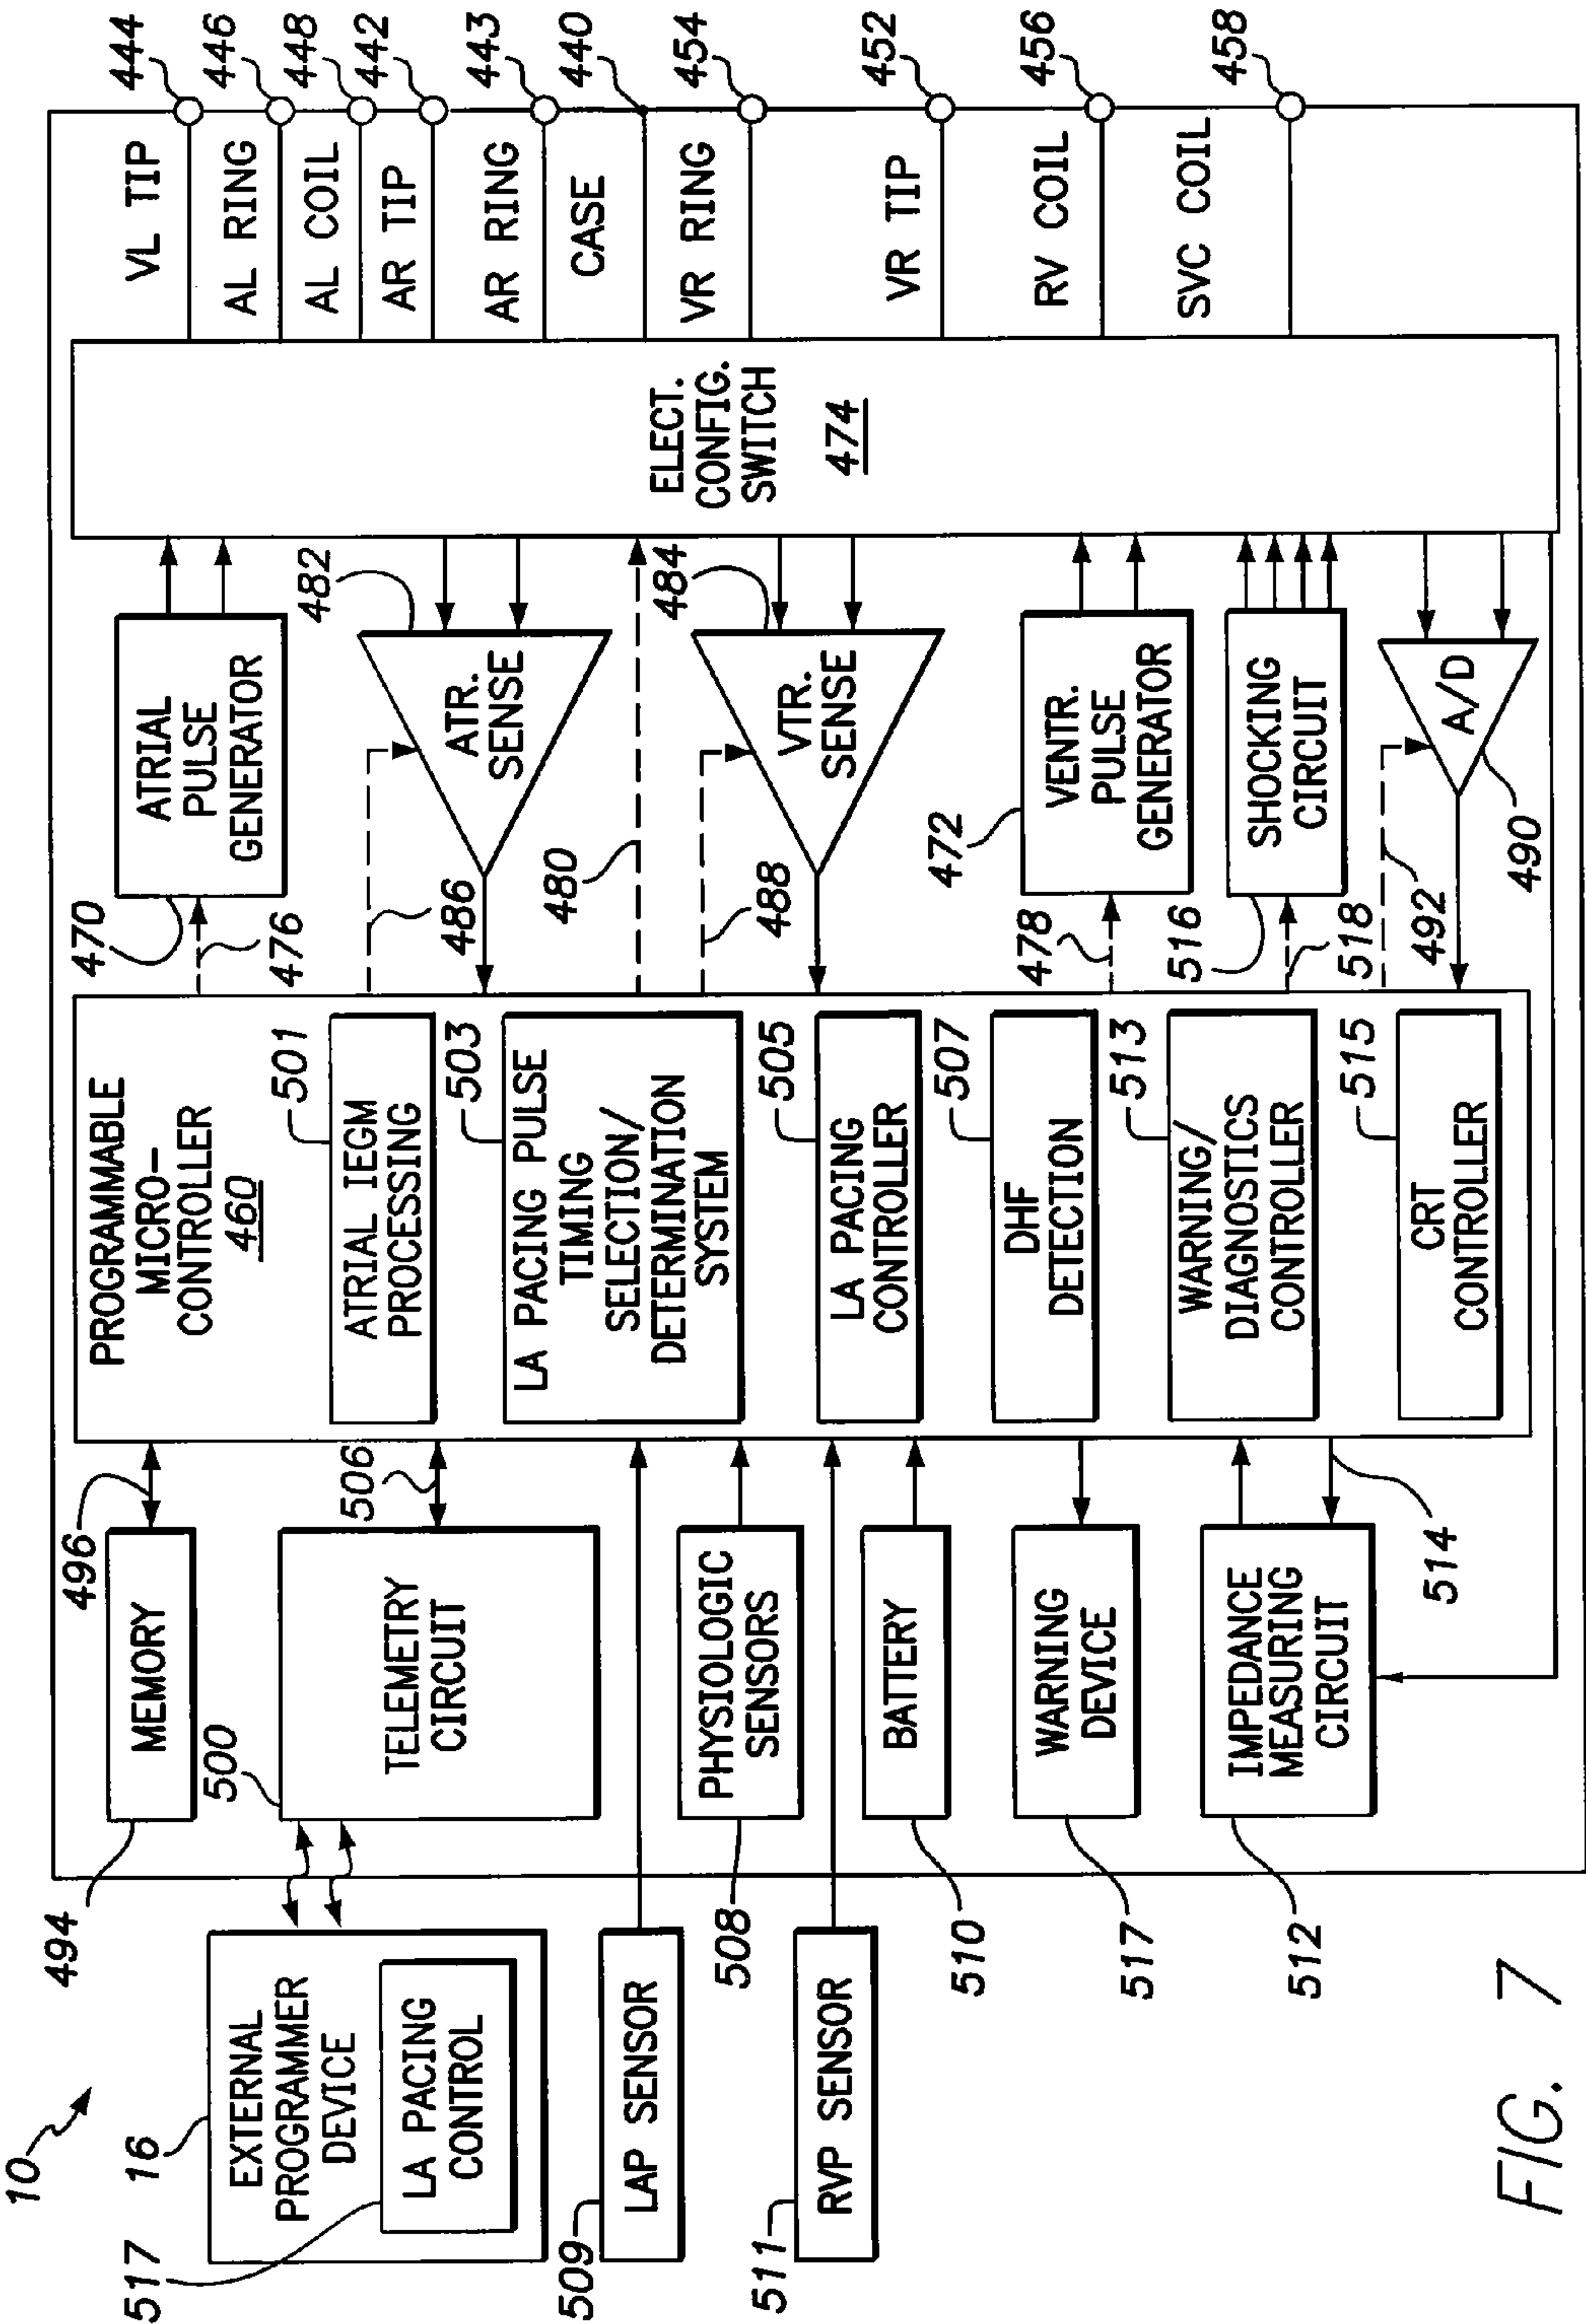 10
16
EXTERNAL
PROGRAMMER
DEVICE
517
LA PACING
CONTROL
509
LAP SENSOR
511
RVP SENSOR
494
MEMORY
496
500
TELEMETRY
CIRCUIT
506
508
PHYSIOLOGIC
SENSORS
510
BATTERY
517
WARNING
DEVICE
512
IMPEDANCE
MEASURING
CIRCUIT
514
PROGRAMMABLE
MICRO-
CONTROLLER
460
501
ATRIAL IEGM
PROCESSING
503
LA PACING PULSE
TIMING
SELECTION/
DETERMINATION
SYSTEM
505
LA PACING
CONTROLLER
507
DHF
DETECTION
513
WARNING/
DIAGNOSTICS
CONTROLLER
515
CRT
CONTROLLER
470
ATRIAL
PULSE
GENERATOR
476
482
ATR.
SENSE
486
480
484
VTR.
SENSE
488
472
VENTR.
PULSE
GENERATOR
478
516
SHOCKING
CIRCUIT
518
A/D
490
492
ELECT.
CONFIG.
SWITCH
474
VL TIP 444
AL RING 446
AL COIL 448
AR TIP 442
AR RING 443
CASE 440
VR RING 454
VR TIP 452
RV COIL 456
SVC COIL 458
FIG. 7